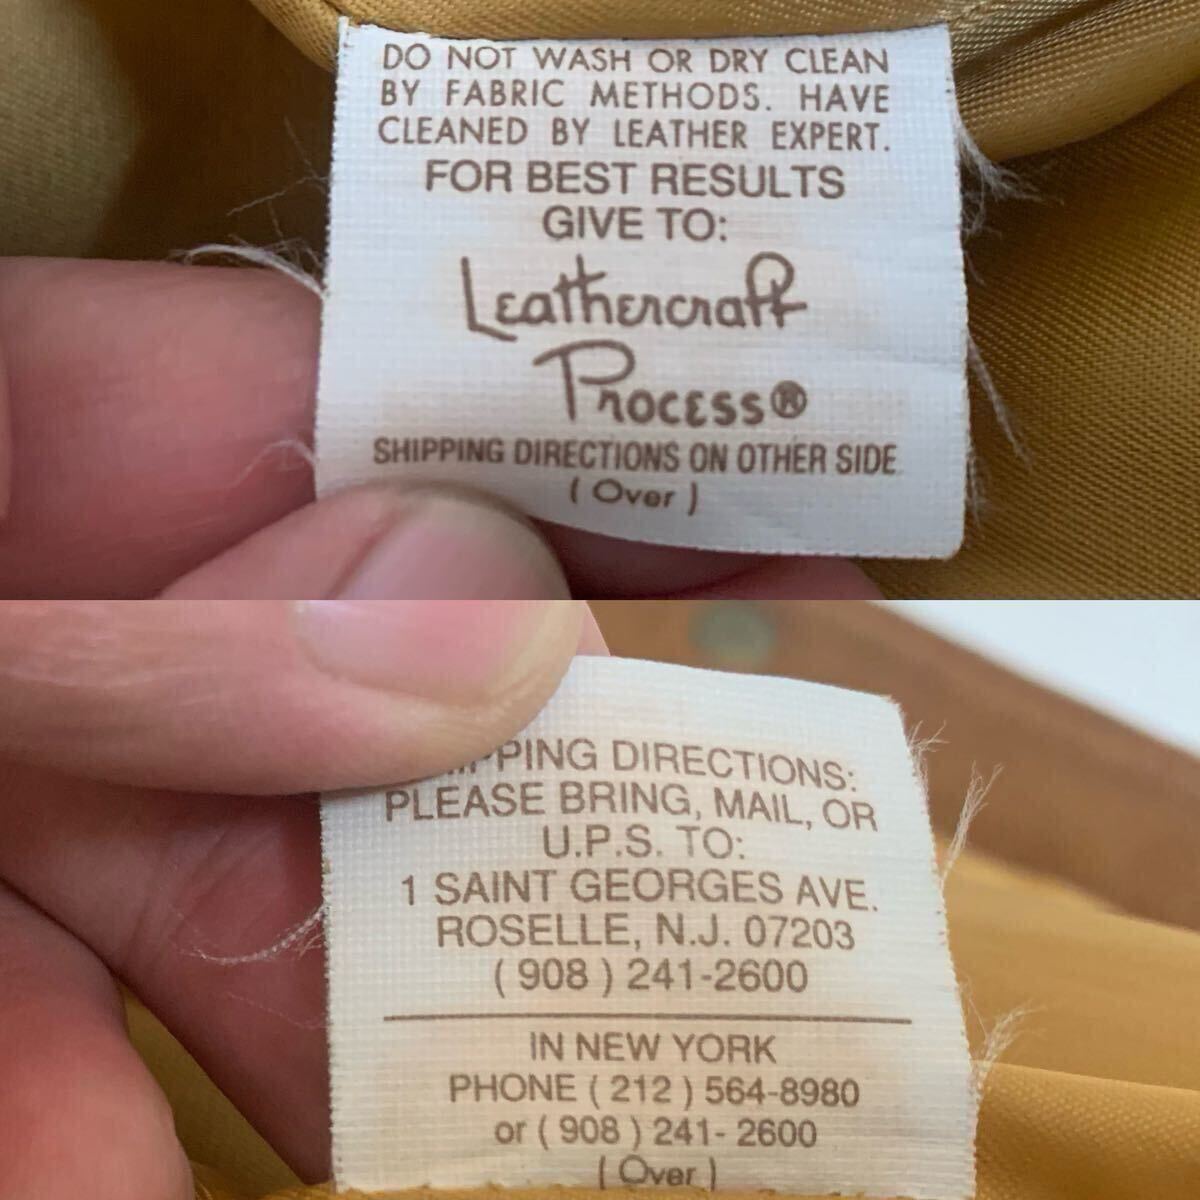 DO NOT WASH OR DRY CLEAN
BY FABRIC METHODS. HAVE
CLEANED BY LEATHER EXPERT.
FOR BEST RESULTS
GIVE TO:
Leathercraft
Process®
SHIPPING DIRECTIONS ON OTHER SIDE
( Over )
DIRECTIONS:
PLEASE BRING, MAIL, OR
U.P.S. TO:
1 SAINT GEORGES AVE.
ROSELLE, N.J. 07203
( 908 ) 241-2600
IN NEW YORK
PHONE ( 212 ) 564-8980
or ( 908 ) 241- 2600
( Over )